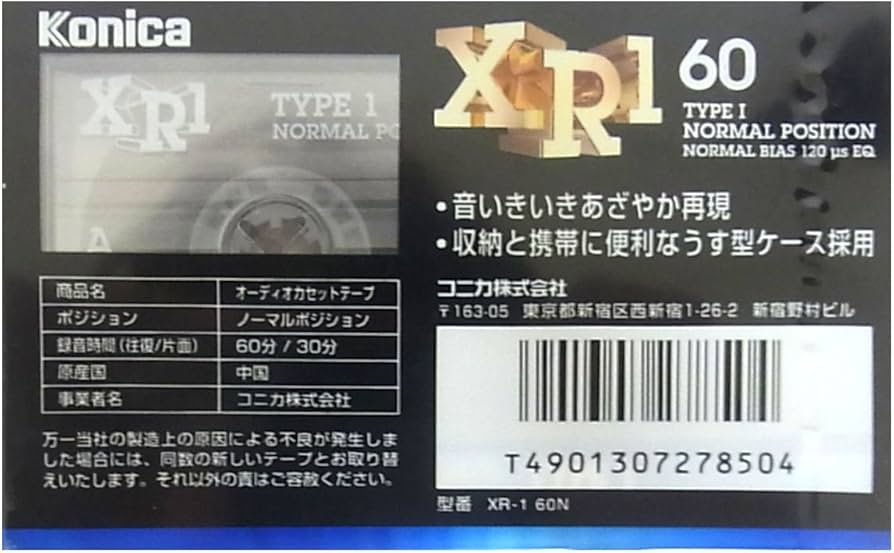 Konica
XR1
TYPE 1
NORMAL PO
A
XR1 60
TYPE I
NORMAL POSITION
NORMAL BIAS 120 μs EQ
・音いきいきあざやか再現
・収納と携帯に便利なうす型ケース採用
商品名 オーディオカセットテープ
ポジション ノーマルポジション
録音時間(往復/片面) 60分/30分
原産国 中国
事業者名 コニカ株式会社
万一当社の製造上の原因による不良が発生しま
した場合には、同数の新しいテープとお取り替
えいたします。それ以外の責はご容赦ください。
コニカ株式会社
〒163-05 東京都新宿区西新宿1-26-2 新宿野村ビル
T4901307278504
型番 XR-1 60N